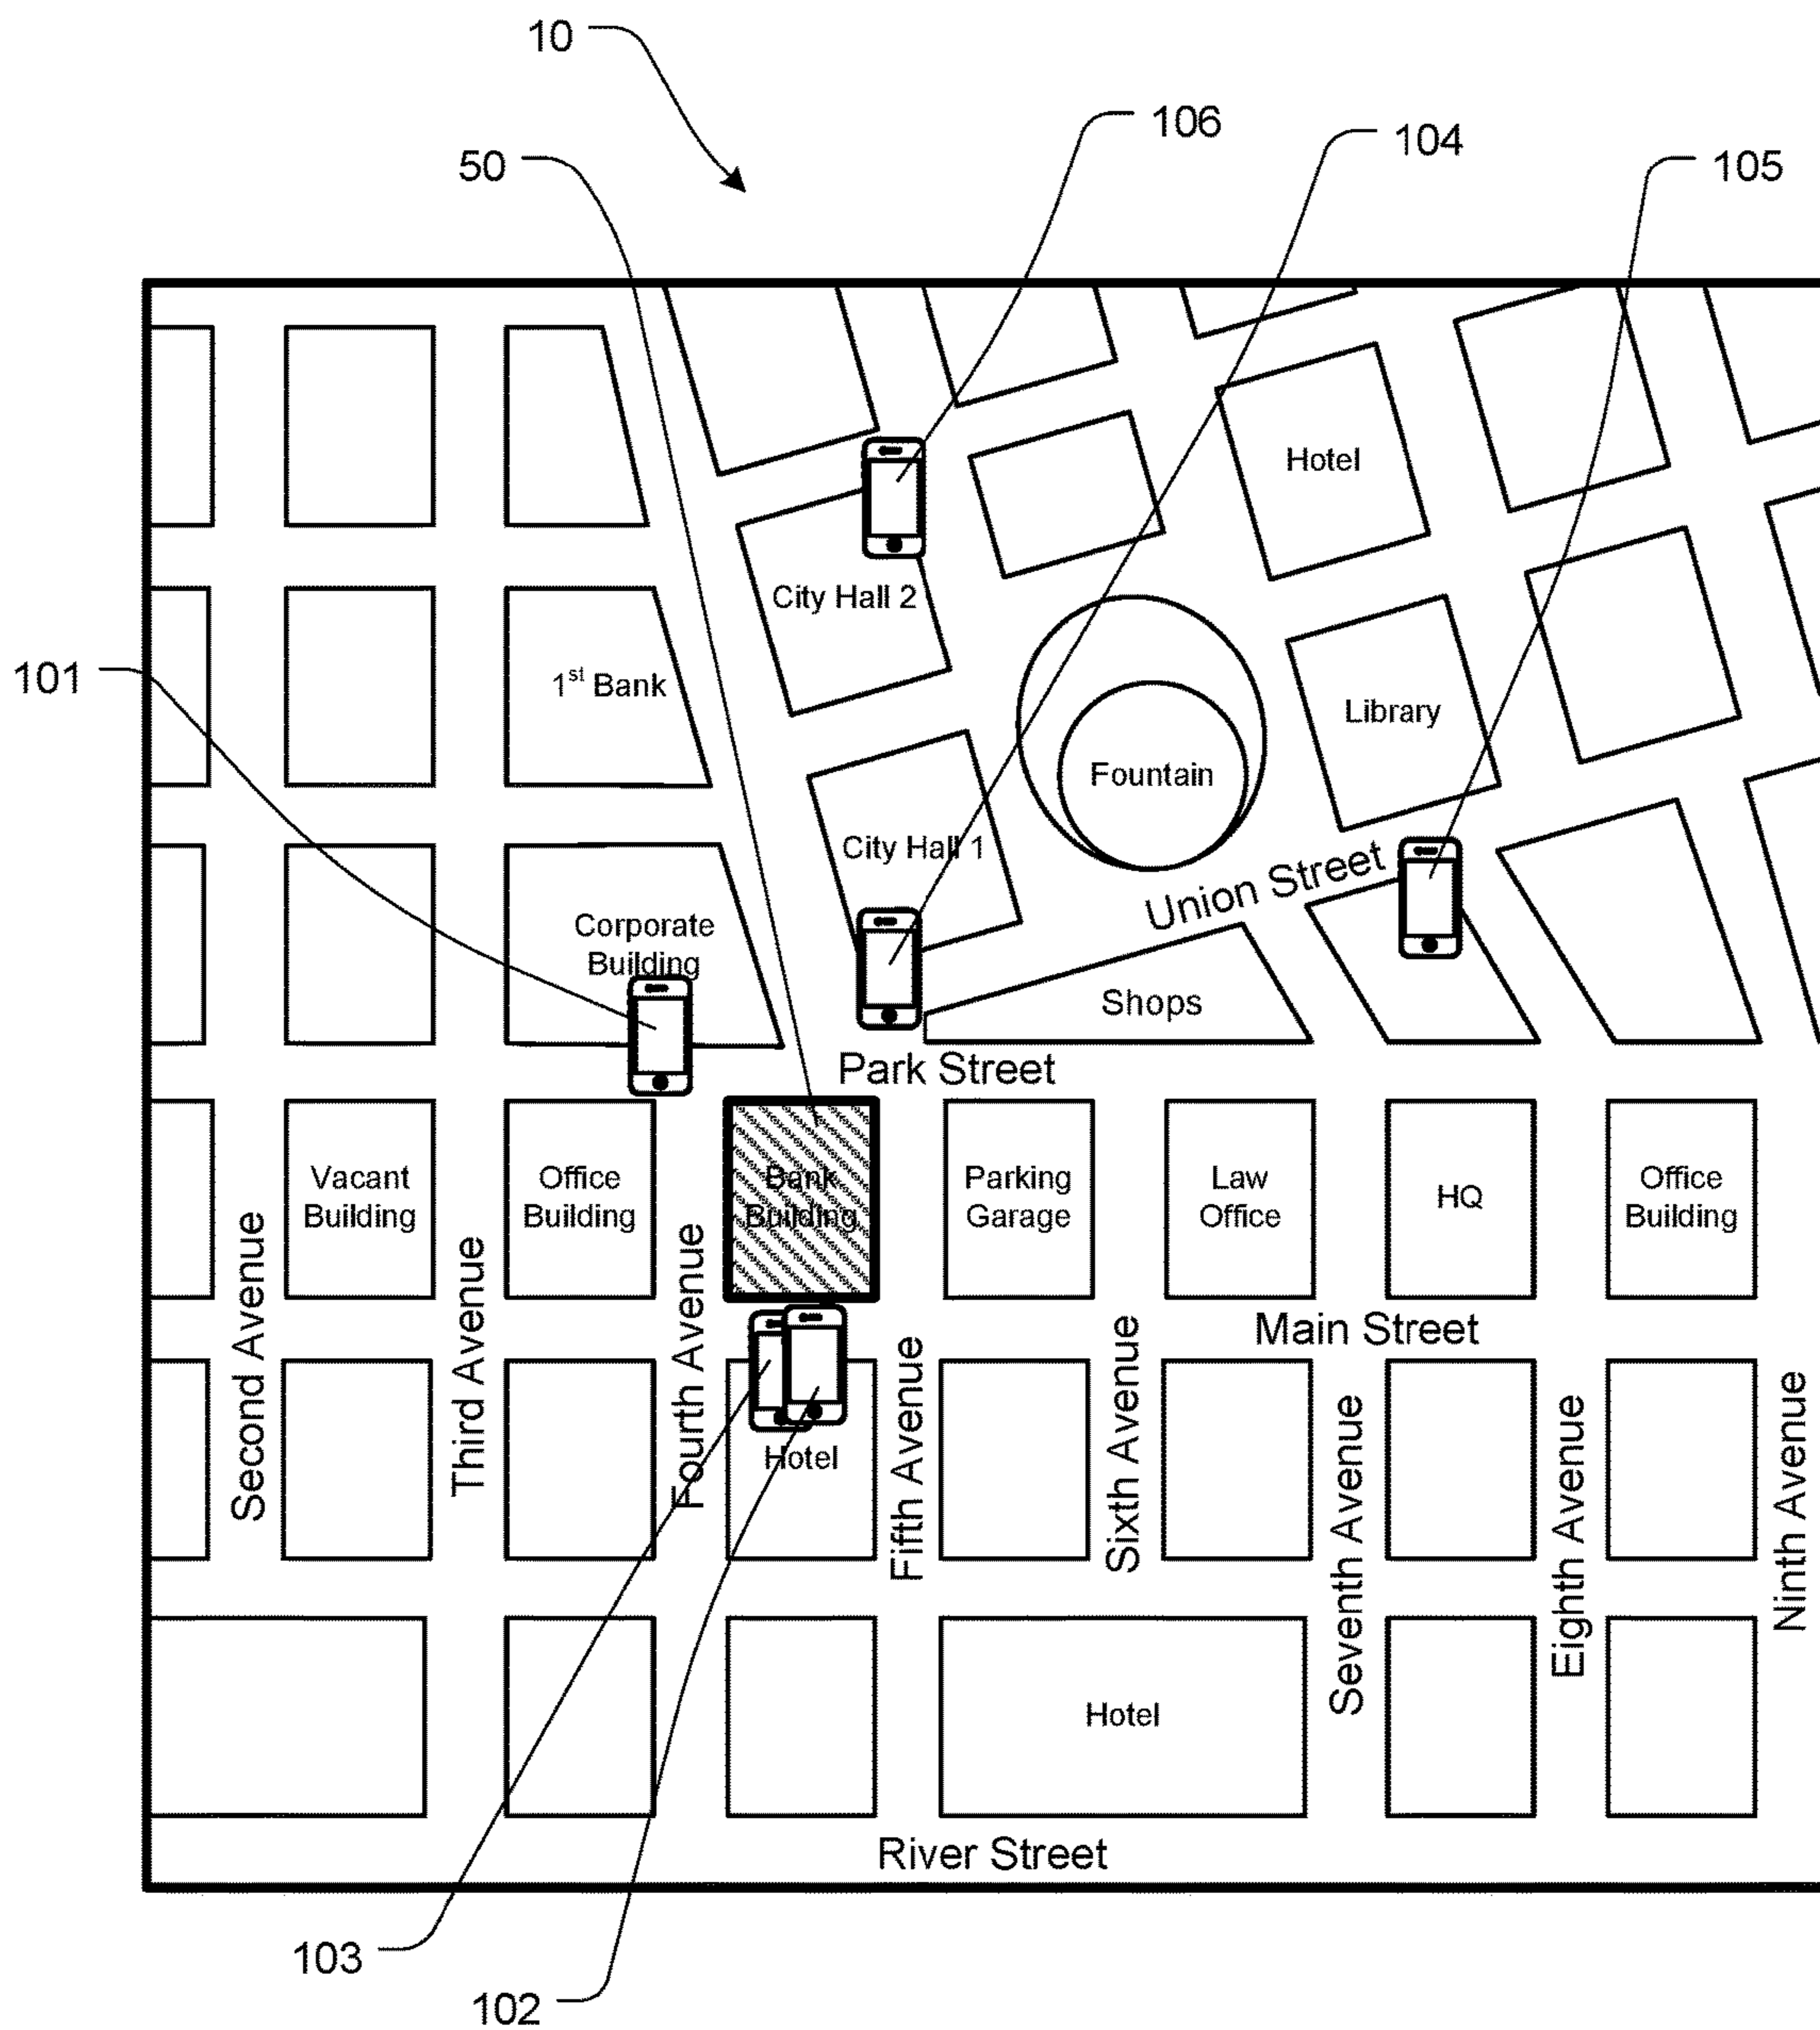 10
106
104
50
105
Hotel
City Hall 2
101
1st Bank
Library
Fountain
City Hall 1
Union Street
Corporate
Building
Shops
Park Street
Vacant
Building
Office
Building
Bank
Building
Parking
Garage
Law
Office
HQ
Office
Building
Second Avenue
Third Avenue
Fourth Avenue
Main Street
Fifth Avenue
Sixth Avenue
Seventh Avenue
Eighth Avenue
Ninth Avenue
Hotel
Hotel
River Street
103
102